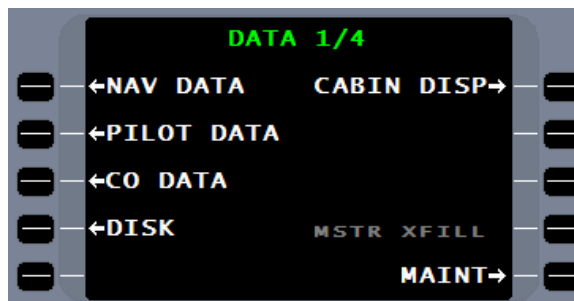 DATA 1/4
←NAV DATA CABIN DISP→
←PILOT DATA
←CO DATA
←DISK MSTR XFILL
MAINT→